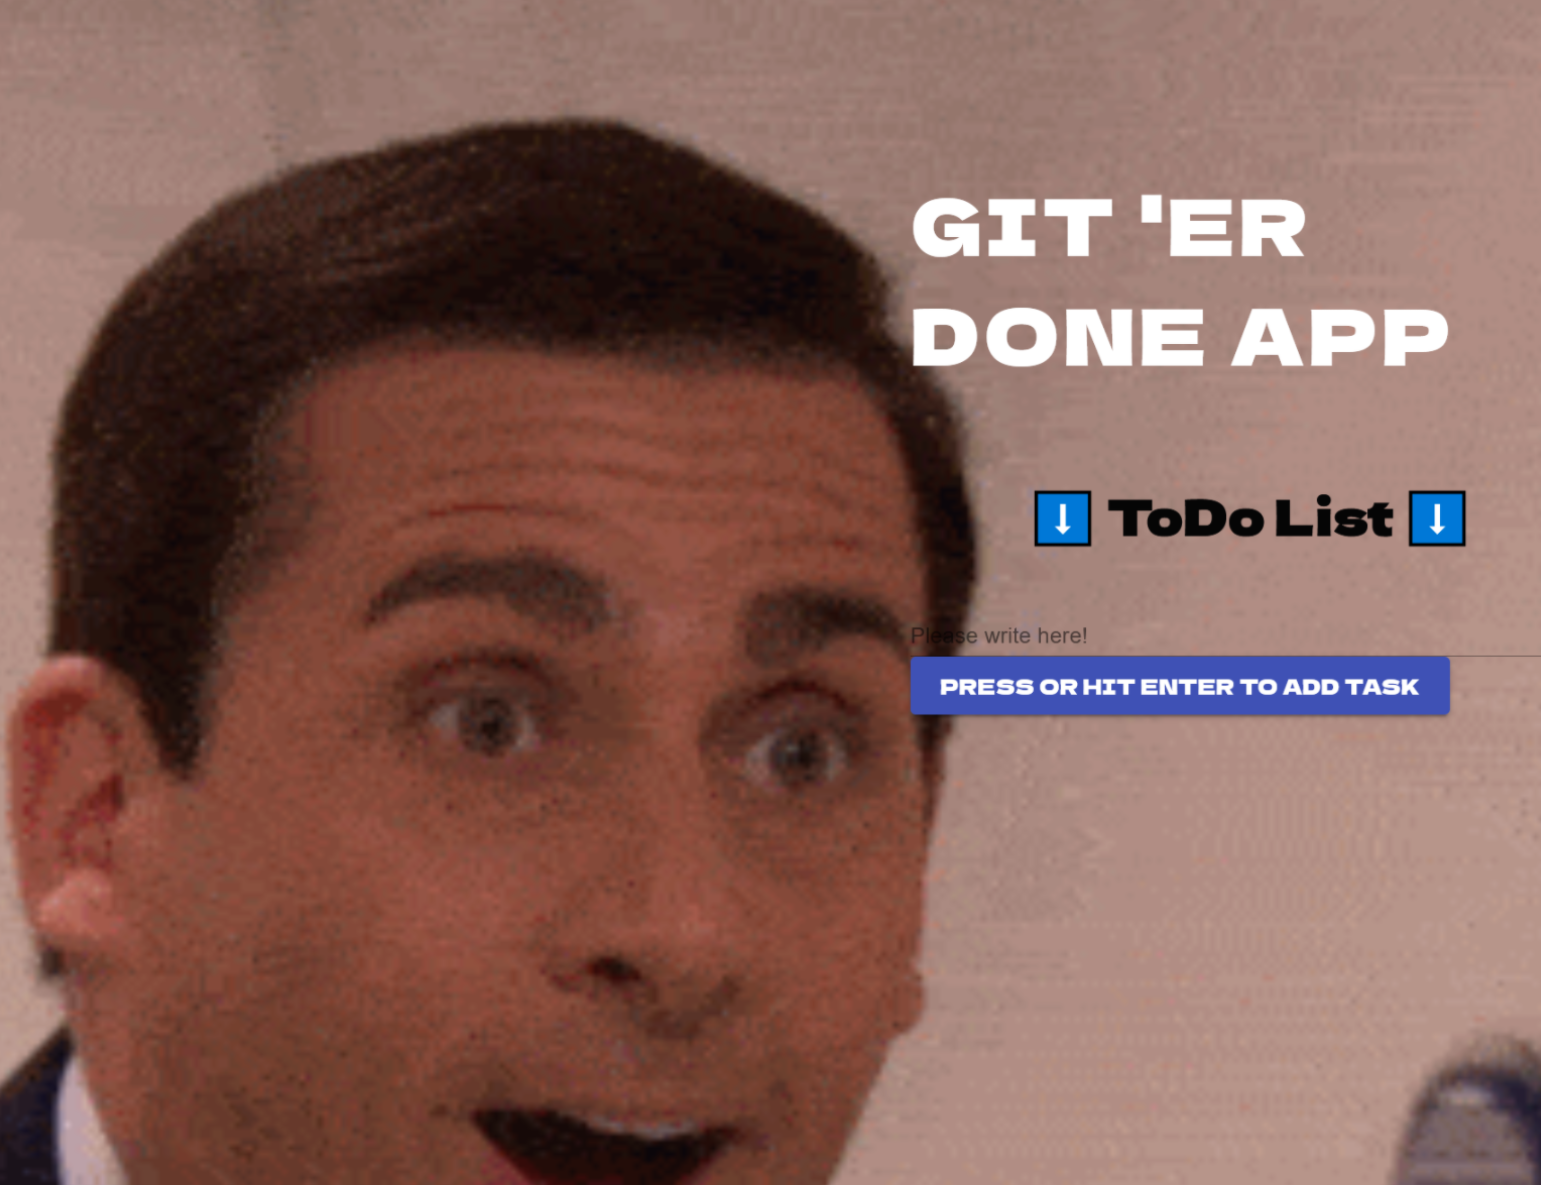 GIT 'ER
DONE APP
⬇️ ToDo List ⬇️
Please write here!
PRESS OR HIT ENTER TO ADD TASK